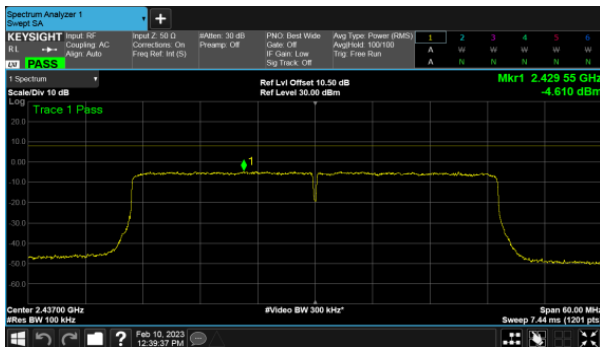 Spectrum Analyzer 1
Swept SA
+
KEYSIGHT
RL
PASS
Input: RF
Coupling: AC
Align: Auto
Input Z: 50 Ω
Corrections: On
Freq Ref: Int (S)
#Atten: 30 dB
Preamp: Off
PNO: Best Wide
Gate: Off
IF Gain: Low
Sig Track: Off
Avg Type: Power (RMS)
Avg|Hold: 100/100
Trig: Free Run
1 2 3 4 5 6
A W W W W W
A N N N N N
1 Spectrum
Scale/Div 10 dB
Ref Lvl Offset 10.50 dB
Ref Level 30.00 dBm
Mkr1 2.429 55 GHz
-4.610 dBm
Log
Trace 1 Pass
20.0
10.0
0.00
1
-10.0
-20.0
-30.0
-40.0
-50.0
-60.0
Center 2.43700 GHz
#Res BW 100 kHz
#Video BW 300 kHz*
Span 60.00 MHz
Sweep 7.44 ms (1201 pts)
?
Feb 10, 2023
12:39:37 PM